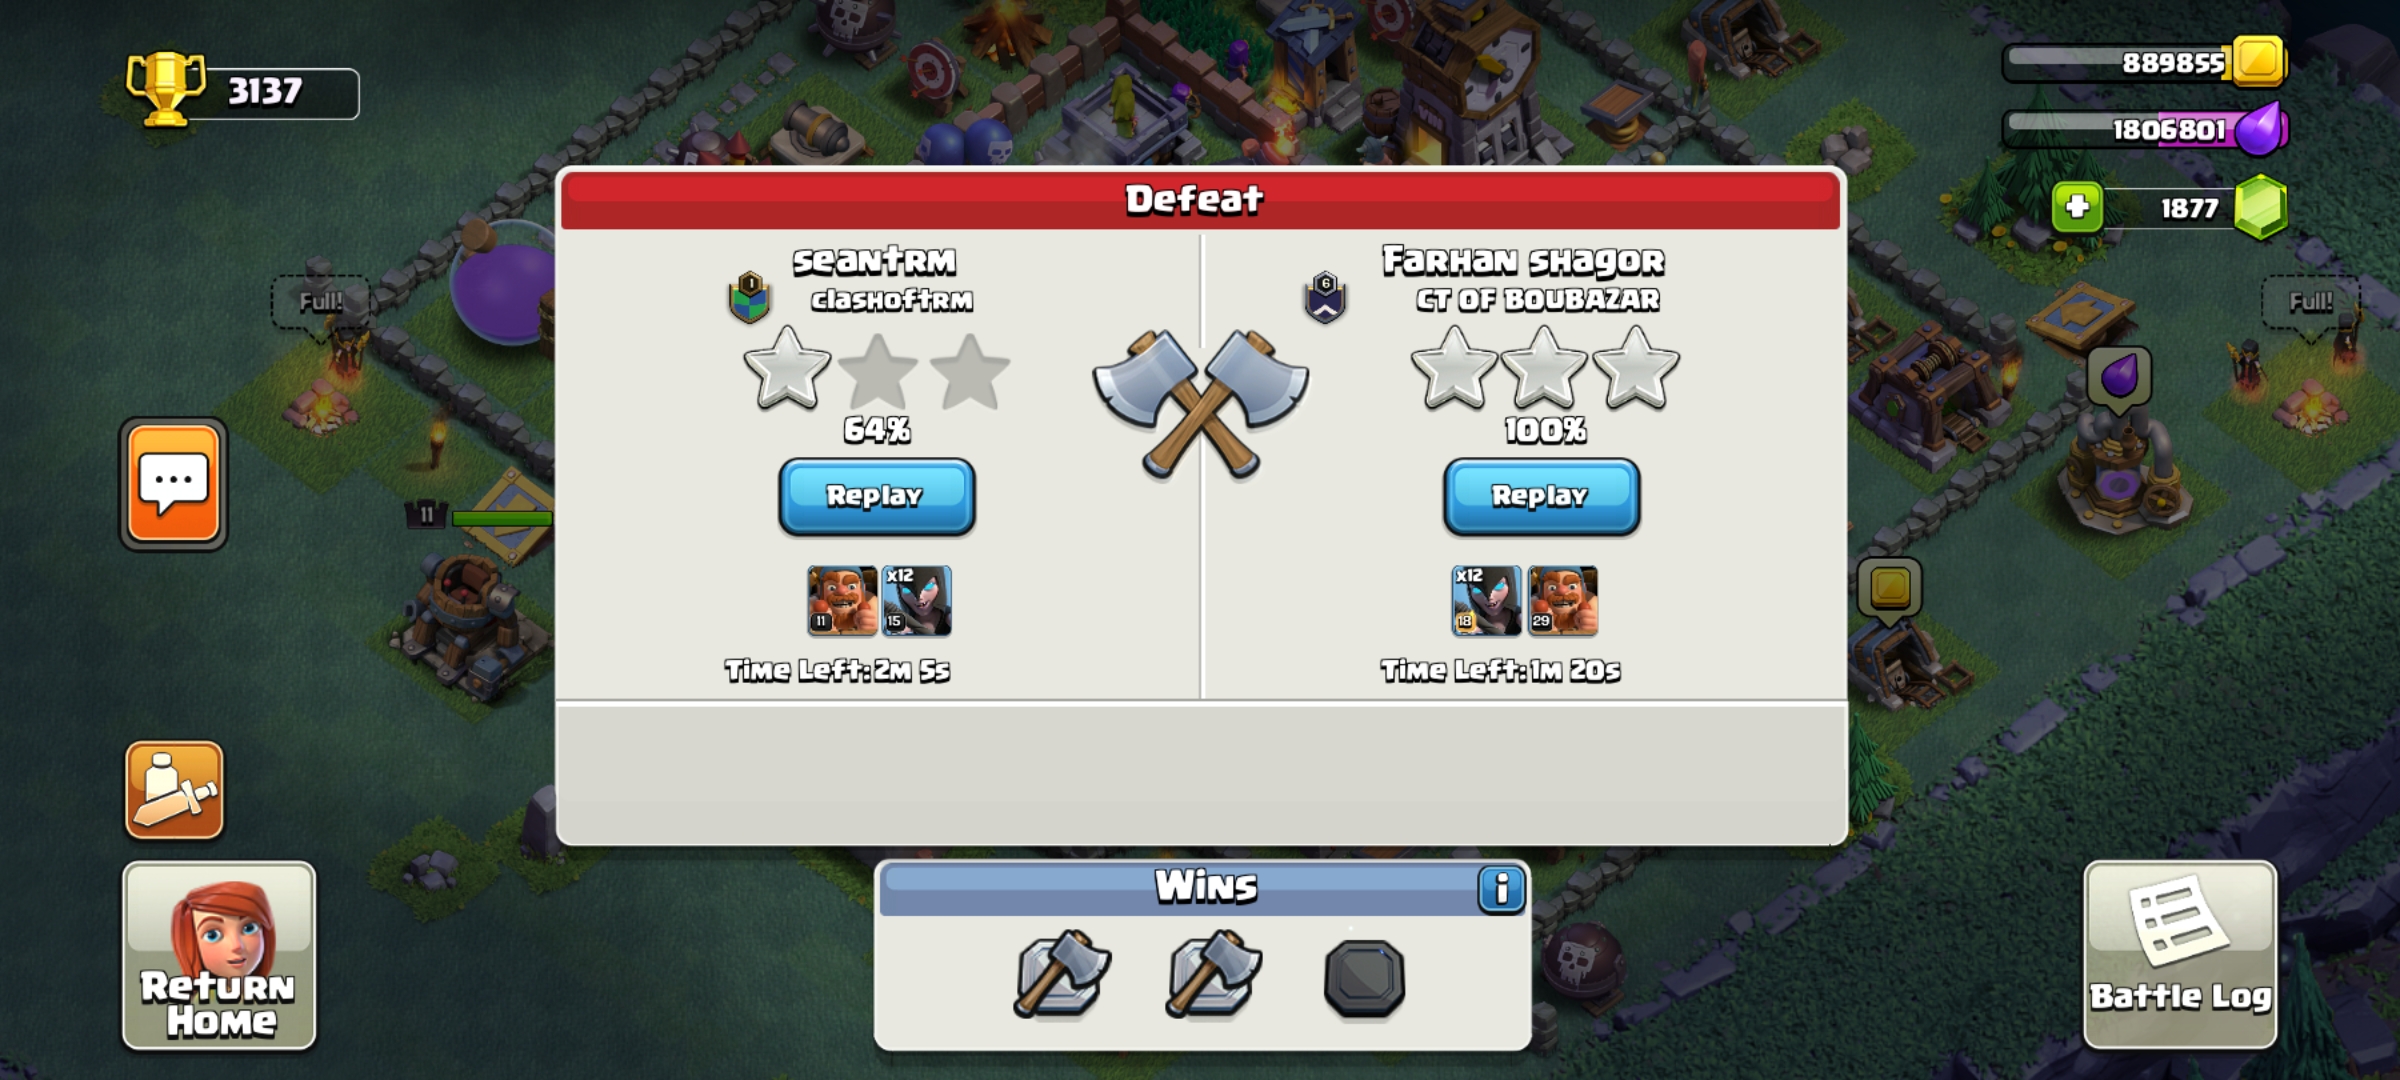 3137
889855
1806801
1877
Defeat
seantrm
clashoftrm
1
64%
Replay
11
x12
15
Time Left:2m 5s
Farhan shagor
CT OF BOUBAZAR
6
100%
Replay
x12
18
29
Time Left:1m 20s
Full!
Full!
11
Wins
i
Return
Home
Battle Log